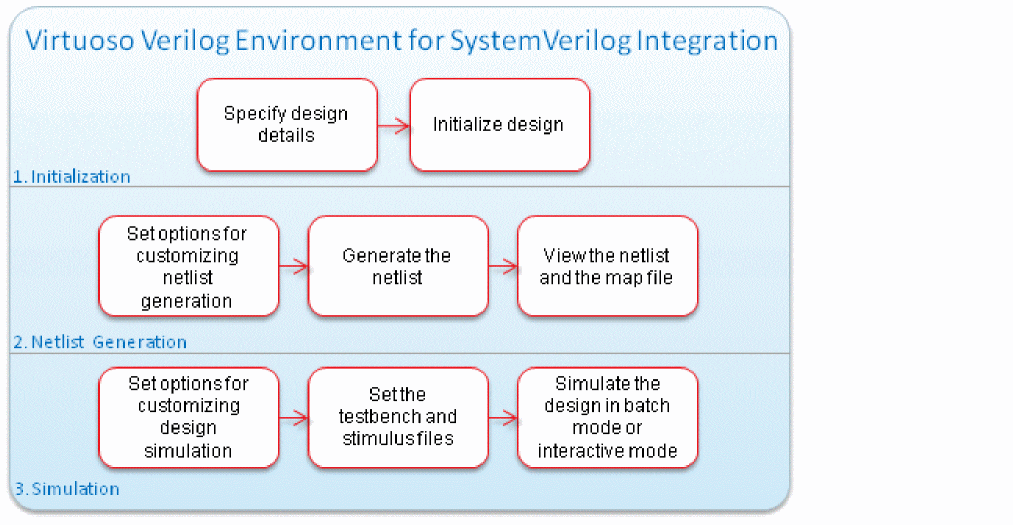 Virtuoso Verilog Environment for SystemVerilog Integration
Specify design
details
Initialize design
1. Initialization
Set options for
customizing
netlist
generation
Generate the
netlist
View the netlist
and the map file
2. Netlist Generation
Set options for
customizing
design
simulation
Set the
testbench and
stimulus files
Simulate the
design in batch
mode or
interactive mode
3. Simulation